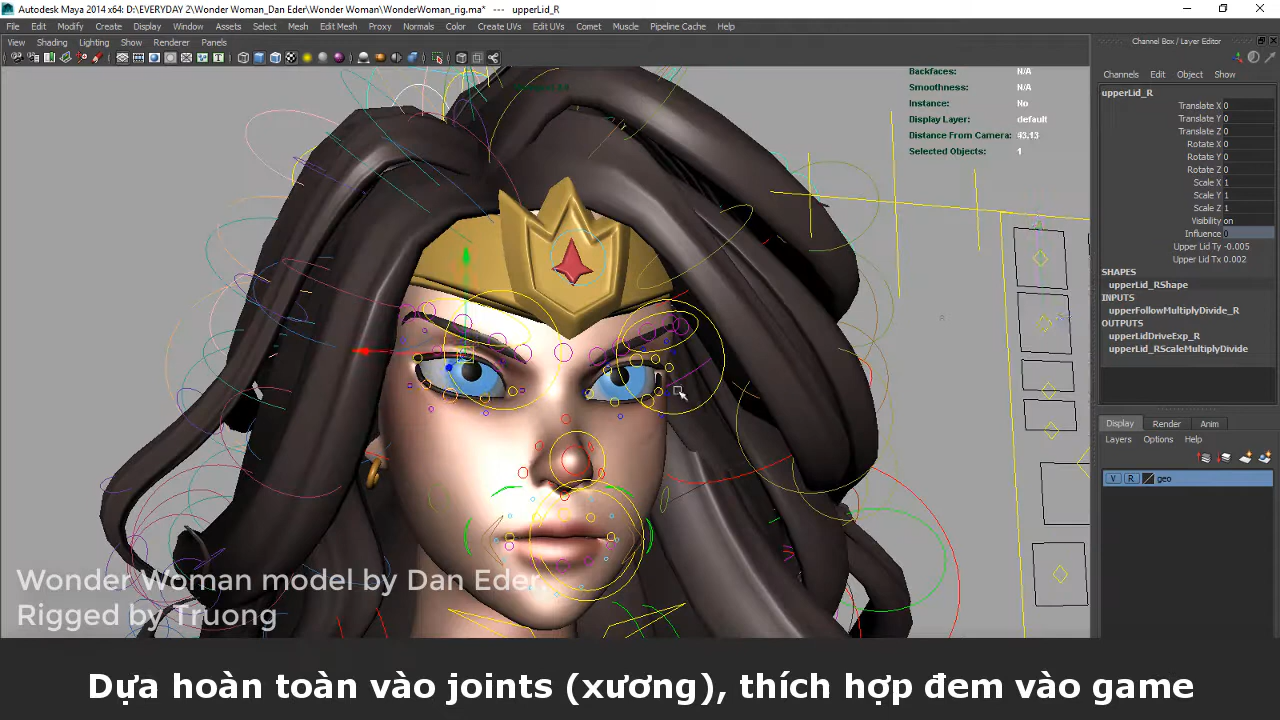 Autodesk Maya 2014 x64: D:\EVERYDAY 2\Wonder Woman_Dan Eder\Wonder Woman\WonderWoman_rig.ma* --- upperLid_R
File Edit Modify Create Display Window Assets Select Mesh Edit Mesh Proxy Normals Color Create UVs Edit UVs Comet Muscle Pipeline Cache Help
View Shading Lighting Show Renderer Panels
Channel Box / Layer Editor
Channels Edit Object Show
Backfaces: N/A
Smoothness: N/A
Instance: No
Display Layer: default
Distance From Camera: 43.13
Selected Objects: 1
upperLid_R
Translate X 0
Translate Y 0
Translate Z 0
Rotate X 0
Rotate Y 0
Rotate Z 0
Scale X 1
Scale Y 1
Scale Z 1
Visibility on
Influence 0
Upper Lid Ty -0.005
Upper Lid Tx 0.002
SHAPES
upperLid_RShape
INPUTS
upperFollowMultiplyDivide_R
OUTPUTS
upperLidDriveExp_R
upperLid_RScaleMultiplyDivide
Display Render Anim
Layers Options Help
V R geo
Wonder Woman model by Dan Eder.
Rigged by Truong
Dựa hoàn toàn vào joints (xương), thích hợp đem vào game